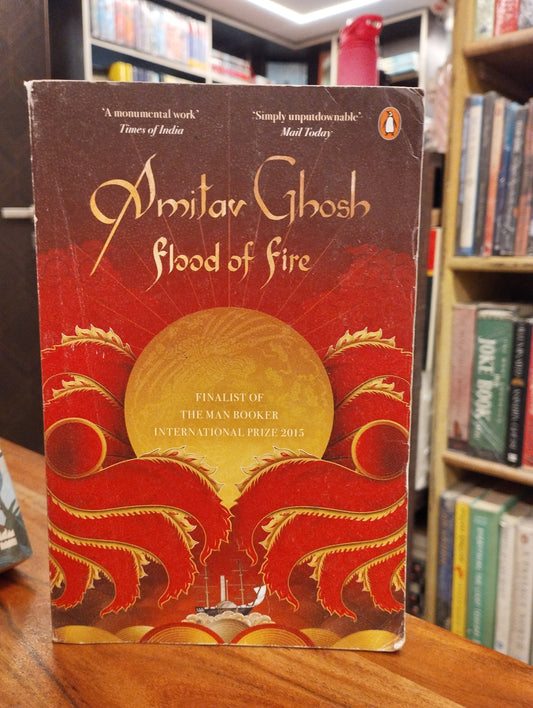 'A monumental work'
Times of India
'Simply unputdownable'
Mail Today
Amitav Ghosh
Flood of Fire
FINALIST OF
THE MAN BOOKER
INTERNATIONAL PRIZE 2015
JOKE
BOOK